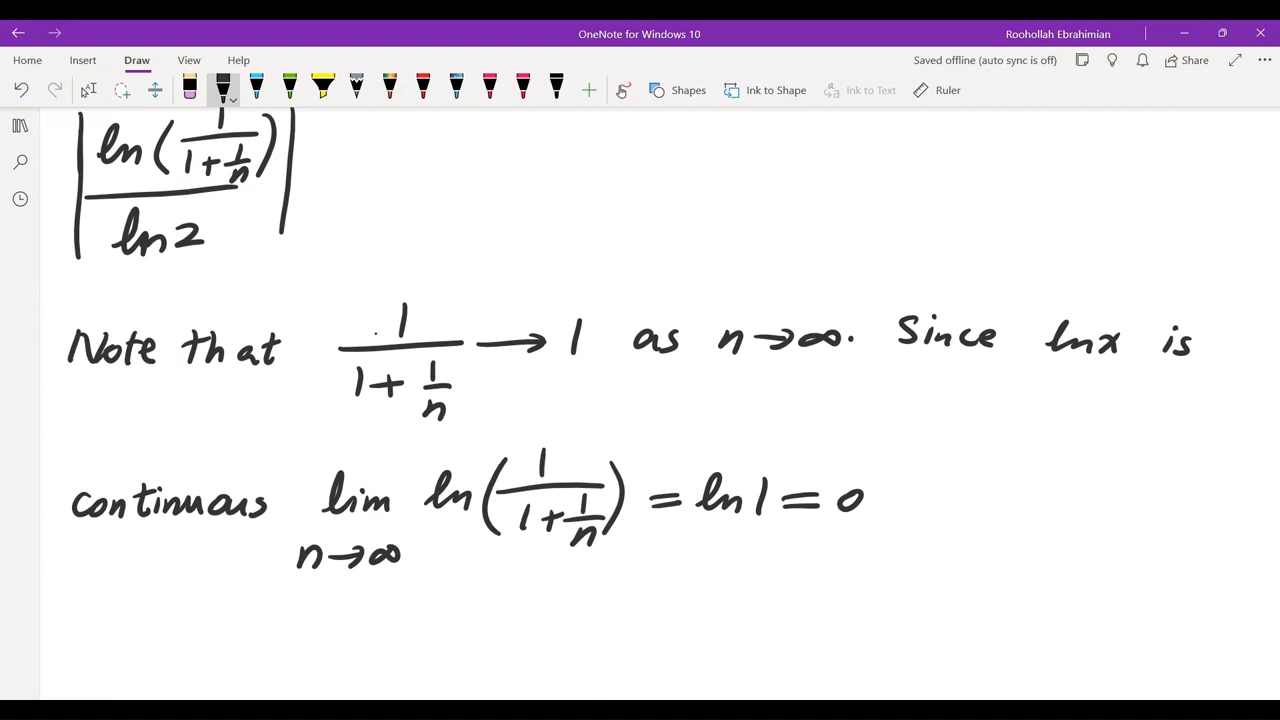 OneNote for Windows 10
Roohollah Ebrahimian
Home Insert Draw View Help
Saved offline (auto sync is off) Share
Shapes Ink to Shape Ink to Text Ruler
| ln(1/(1+1/n)) / ln2 |
Note that 1/(1+1/n) → 1 as n→∞. Since lnx is
continuous lim n→∞ ln(1/(1+1/n)) = ln1 = 0